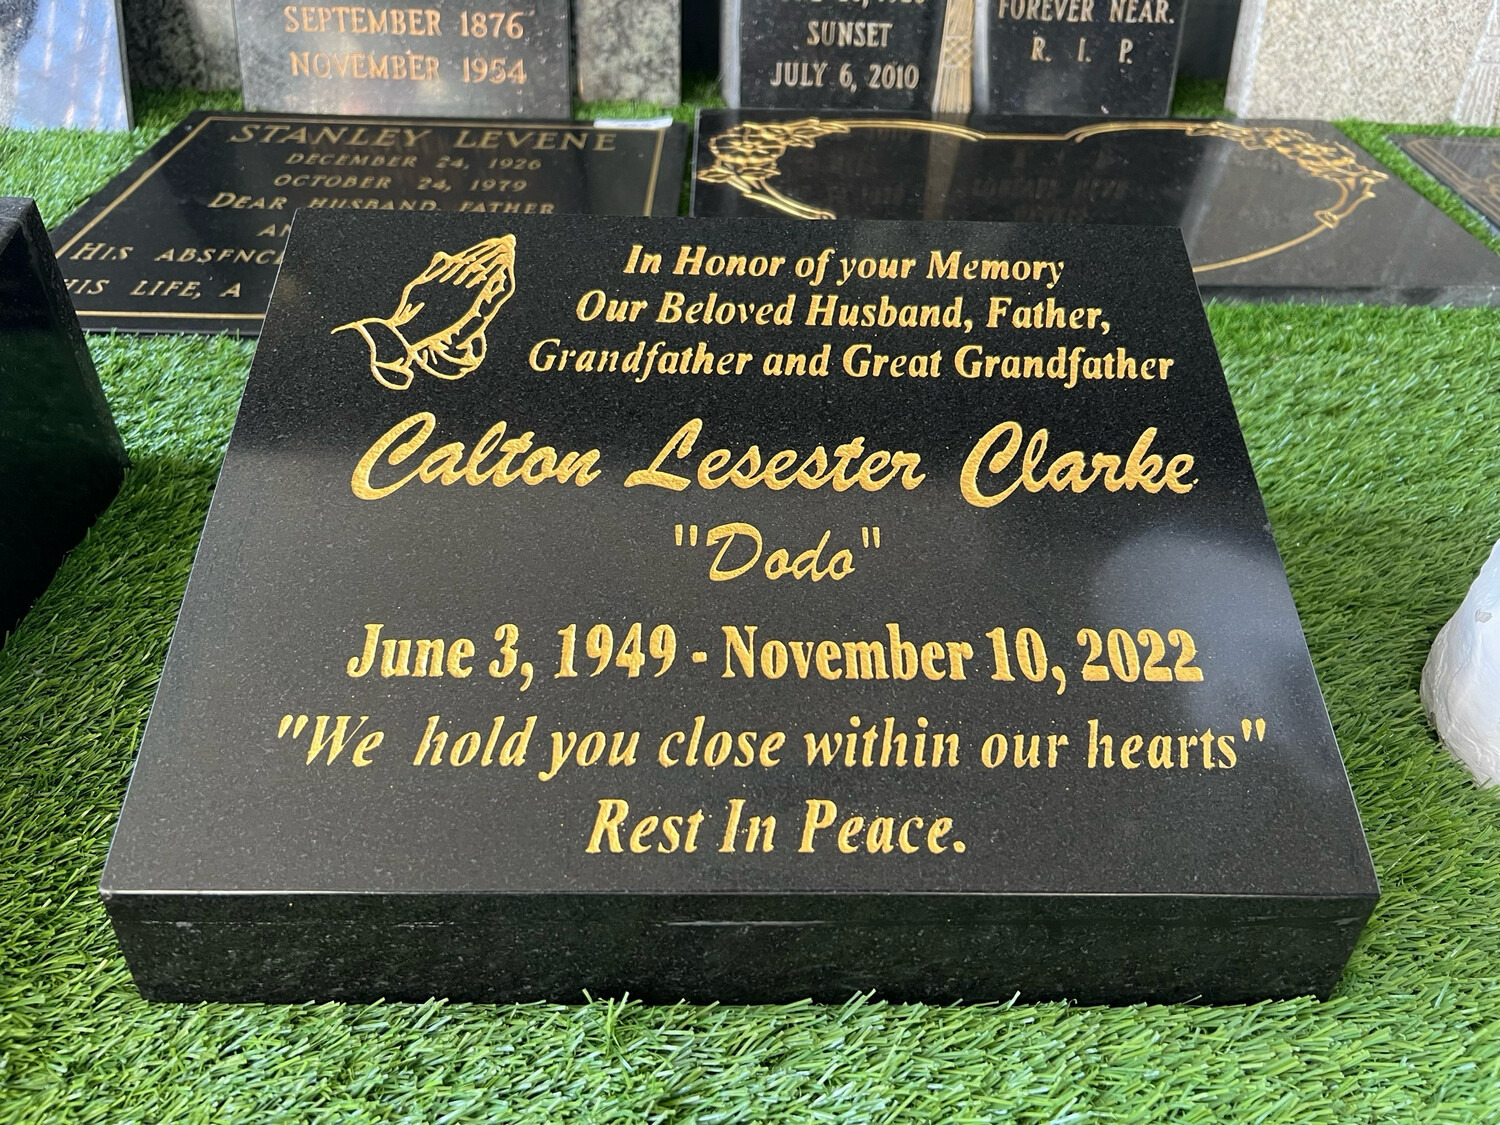 SEPTEMBER 1876
NOVEMBER 1954
SUNSET
JULY 6, 2010
FOREVER NEAR.
R. I. P.
STANLEY LEVENE
DECEMBER 24, 1926
OCTOBER 24, 1979
DEAR HUSBAND, FATHER
HIS ABSENC
HIS LIFE, A
In Honor of your Memory
Our Beloved Husband, Father,
Grandfather and Great Grandfather
Calton Lesester Clarke
"Dodo"
June 3, 1949 - November 10, 2022
"We hold you close within our hearts"
Rest In Peace.